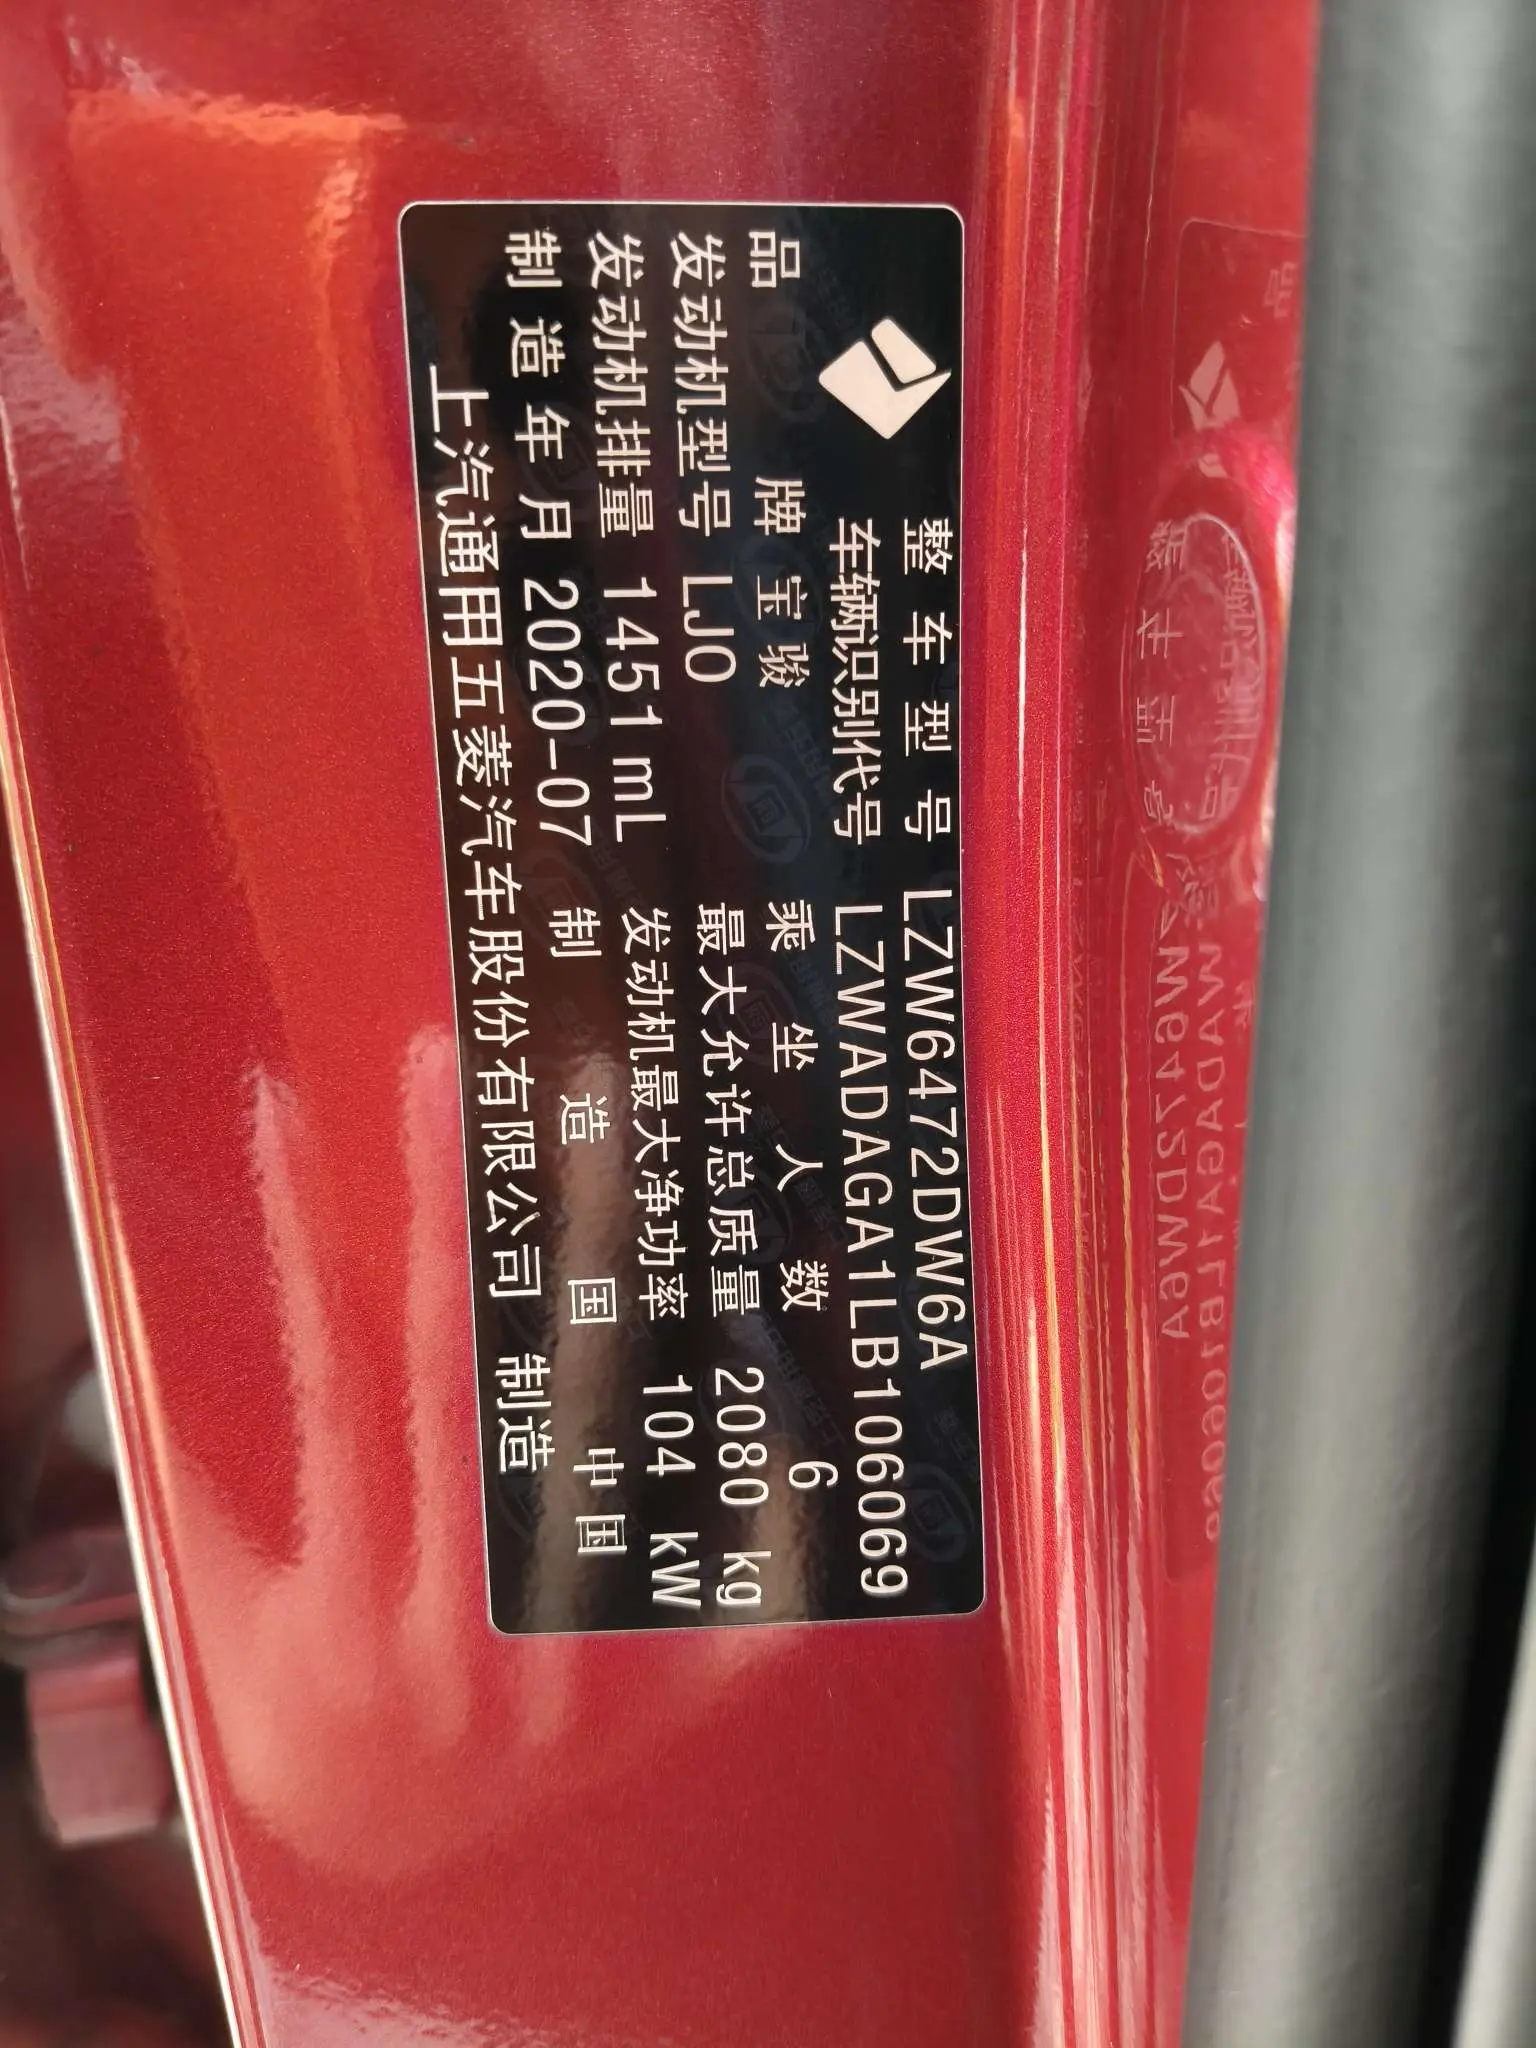 整车型号 LZW6472DW6A
车辆识别代号 LZWADAGA1LB106069
品牌 宝骏 乘坐人数 6
发动机型号 LJO 最大允许总质量 2080 kg
发动机排量 1451 mL 发动机最大净功率 104 kW
制造年月 2020-07 制造国 中国
上汽通用五菱汽车股份有限公司 制造